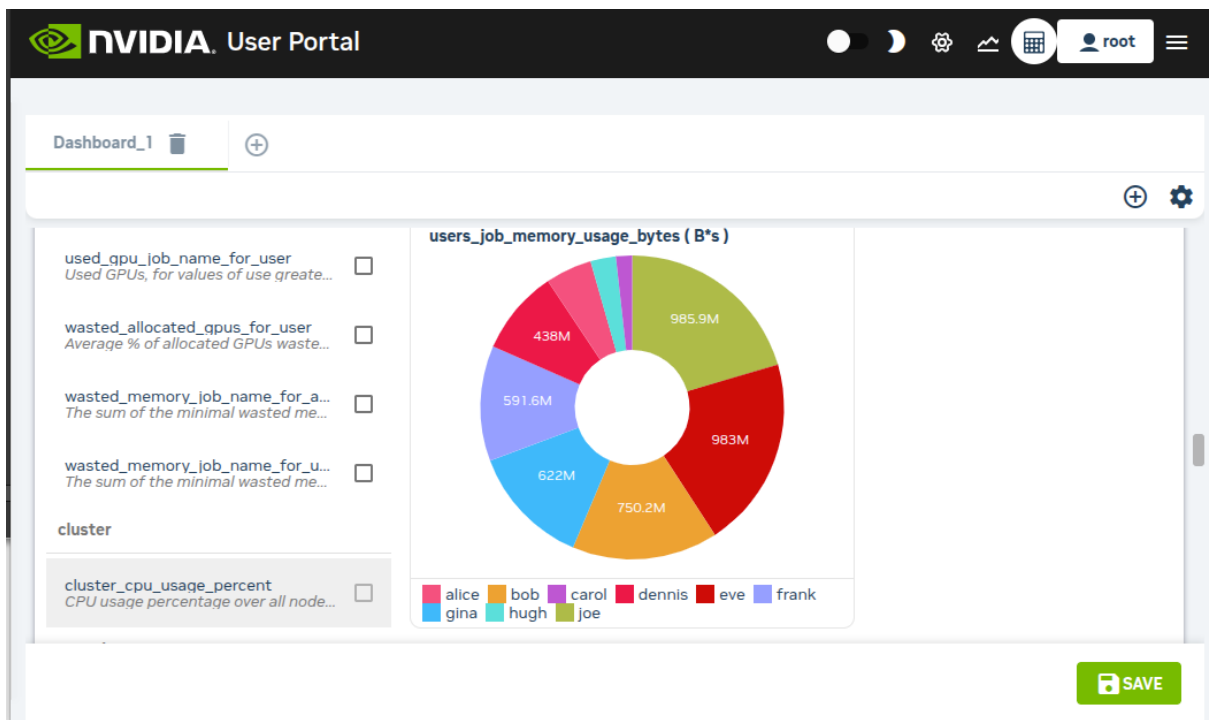 NVIDIA. User Portal
root
Dashboard_1
users_job_memory_usage_bytes ( B*s )
used_gpu_job_name_for_user
Used GPUs, for values of use greate...
wasted_allocated_gpus_for_user
Average % of allocated GPUs waste...
wasted_memory_job_name_for_a...
The sum of the minimal wasted me...
wasted_memory_job_name_for_u...
The sum of the minimal wasted me...
cluster
cluster_cpu_usage_percent
CPU usage percentage over all node...
985.9M
438M
591.6M
983M
622M
750.2M
alice bob carol dennis eve frank
gina hugh joe
SAVE